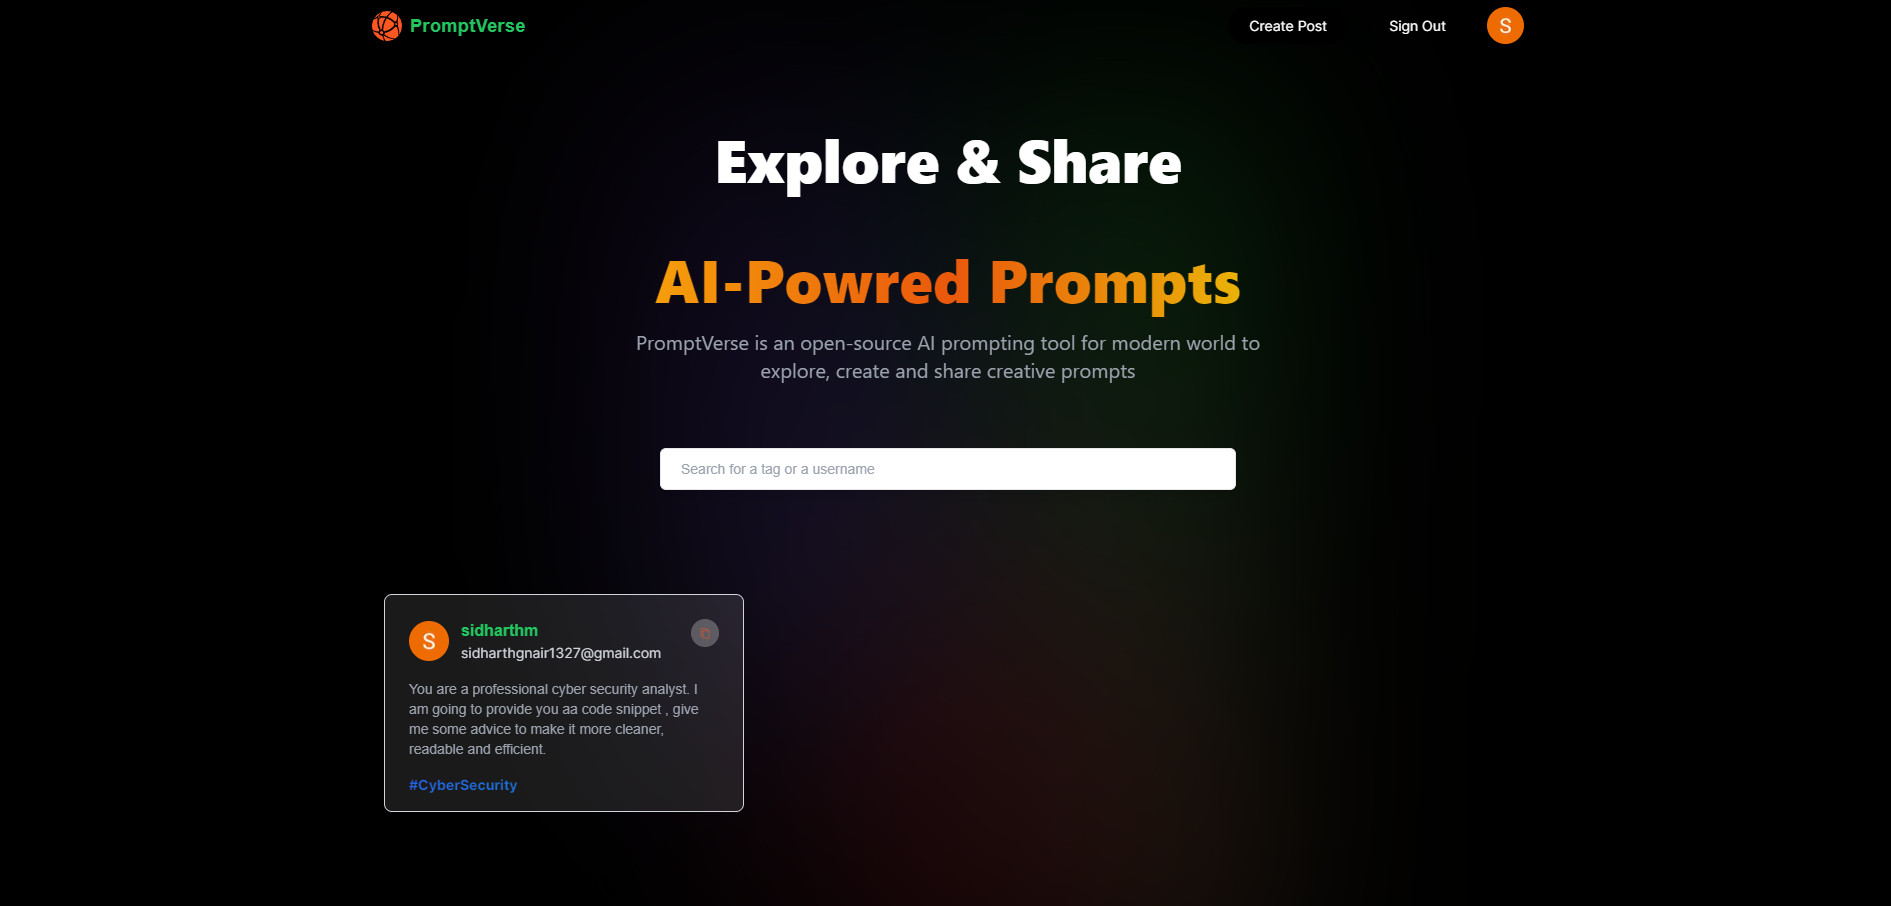 PromptVerse
Create Post
Sign Out
S
Explore & Share
AI-Powred Prompts
PromptVerse is an open-source AI prompting tool for modern world to
explore, create and share creative prompts
Search for a tag or a username
S
sidharthm
sidharthgnair1327@gmail.com
You are a professional cyber security analyst. I
am going to provide you aa code snippet , give
me some advice to make it more cleaner,
readable and efficient.
#CyberSecurity